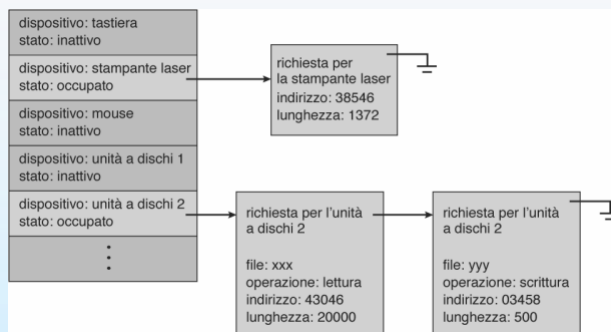 dispositivo: tastiera
stato: inattivo
dispositivo: stampante laser
stato: occupato
dispositivo: mouse
stato: inattivo
dispositivo: unità a dischi 1
stato: inattivo
dispositivo: unità a dischi 2
stato: occupato
richiesta per
la stampante laser
indirizzo: 38546
lunghezza: 1372
richiesta per l'unità
a dischi 2
file: xxx
operazione: lettura
indirizzo: 43046
lunghezza: 20000
richiesta per l'unità
a dischi 2
file: yyy
operazione: scrittura
indirizzo: 03458
lunghezza: 500